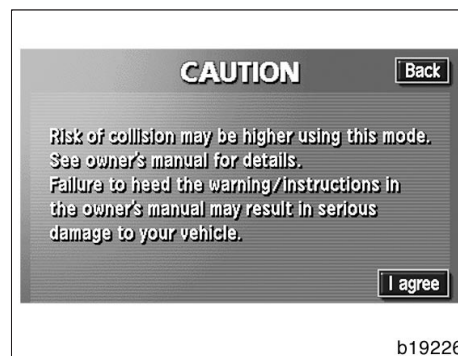 CAUTION
Back
Risk of collision may be higher using this mode.
See owner's manual for details.
Failure to heed the warning/instructions in
the owner's manual may result in serious
damage to your vehicle.
I agree
b19226